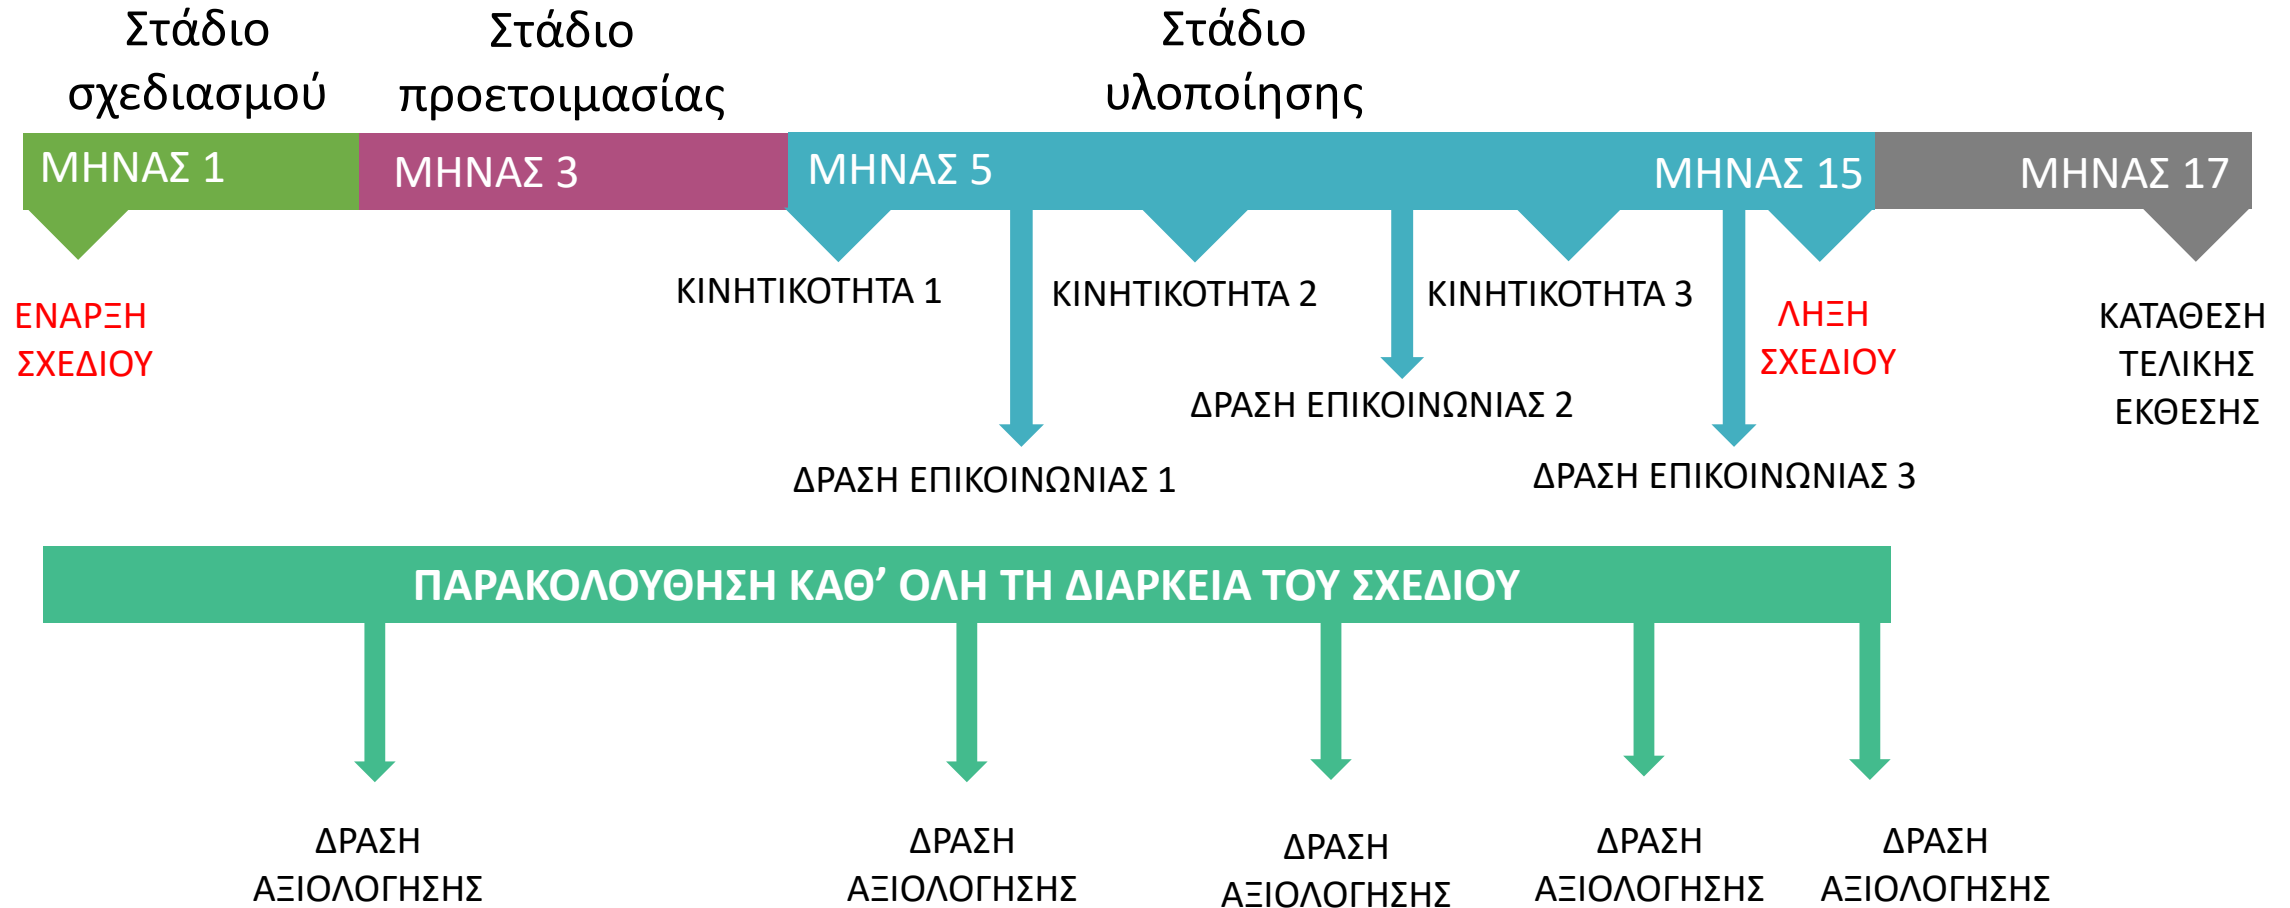 Στάδιο
σχεδιασμού
Στάδιο
προετοιμασίας
Στάδιο
υλοποίησης
ΜΗΝΑΣ 1
ΜΗΝΑΣ 3
ΜΗΝΑΣ 5
ΜΗΝΑΣ 15
ΜΗΝΑΣ 17
ΕΝΑΡΞΗ
ΣΧΕΔΙΟΥ
ΚΙΝΗΤΙΚΟΤΗΤΑ 1
ΚΙΝΗΤΙΚΟΤΗΤΑ 2
ΚΙΝΗΤΙΚΟΤΗΤΑ 3
ΛΗΞΗ
ΣΧΕΔΙΟΥ
ΚΑΤΑΘΕΣΗ
ΤΕΛΙΚΗΣ
ΕΚΘΕΣΗΣ
ΔΡΑΣΗ ΕΠΙΚΟΙΝΩΝΙΑΣ 2
ΔΡΑΣΗ ΕΠΙΚΟΙΝΩΝΙΑΣ 1
ΔΡΑΣΗ ΕΠΙΚΟΙΝΩΝΙΑΣ 3
ΠΑΡΑΚΟΛΟΥΘΗΣΗ ΚΑΘ’ ΟΛΗ ΤΗ ΔΙΑΡΚΕΙΑ ΤΟΥ ΣΧΕΔΙΟΥ
ΔΡΑΣΗ
ΑΞΙΟΛΟΓΗΣΗΣ
ΔΡΑΣΗ
ΑΞΙΟΛΟΓΗΣΗΣ
ΔΡΑΣΗ
ΑΞΙΟΛΟΓΗΣΗΣ
ΔΡΑΣΗ
ΑΞΙΟΛΟΓΗΣΗΣ
ΔΡΑΣΗ
ΑΞΙΟΛΟΓΗΣΗΣ